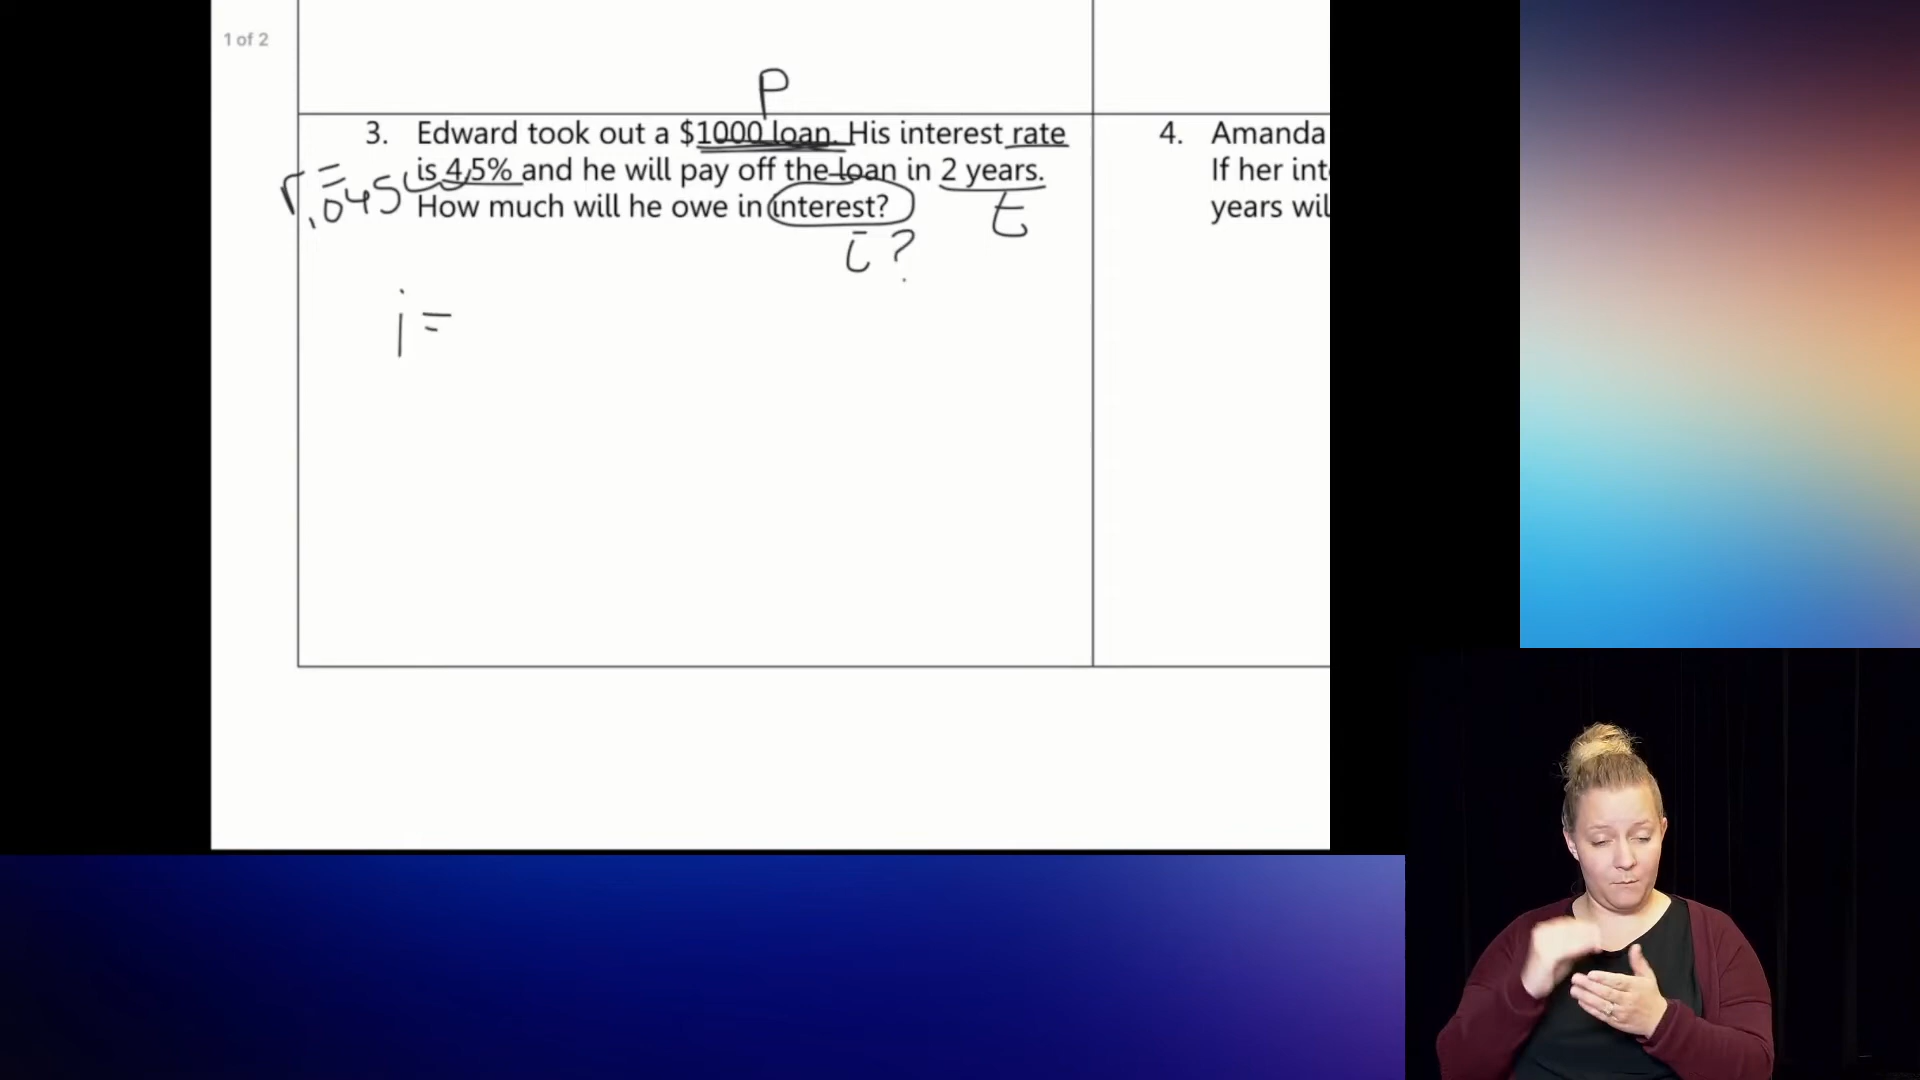 1 of 2
P
3. Edward took out a $1000 loan. His interest rate
is 4.5% and he will pay off the loan in 2 years.
How much will he owe in interest?
r = .045
t
i ?
i =
4. Amanda
If her int
years wil